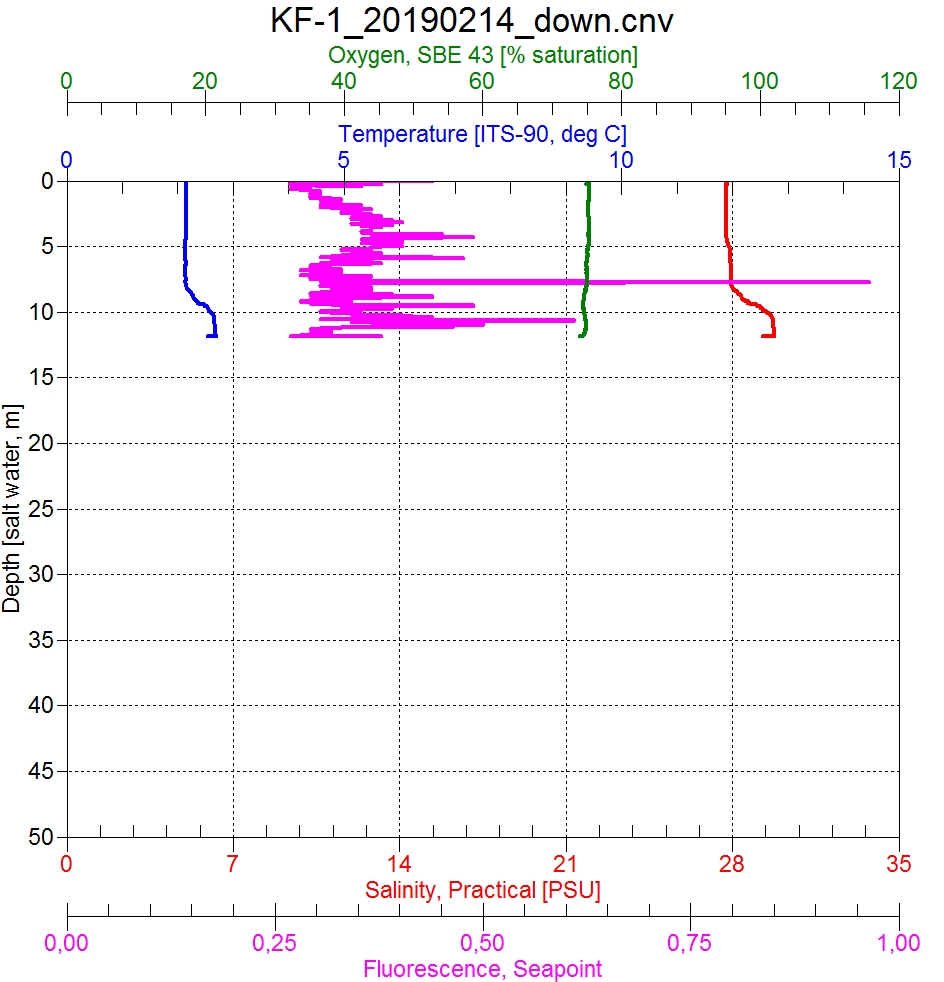 KF-1_20190214_down.cnv
Oxygen, SBE 43 [% saturation]
0 20 40 60 80 100 120
Temperature [ITS-90, deg C]
0 5 10 15
0
5
10
15
20
25
30
35
40
45
50
Depth [salt water, m]
0 7 14 21 28 35
Salinity, Practical [PSU]
0,00 0,25 0,50 0,75 1,00
Fluorescence, Seapoint